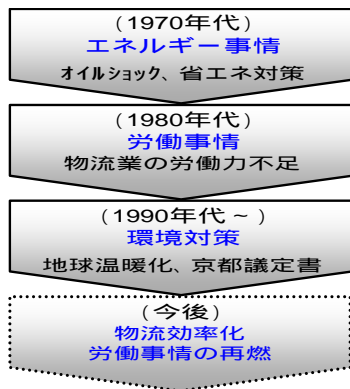 (1970年代)
エネルギー事情
オイルショック、省エネ対策
(1980年代)
労働事情
物流業の労働力不足
(1990年代~)
環境対策
地球温暖化、京都議定書
(今後)
物流効率化
労働事情の再燃